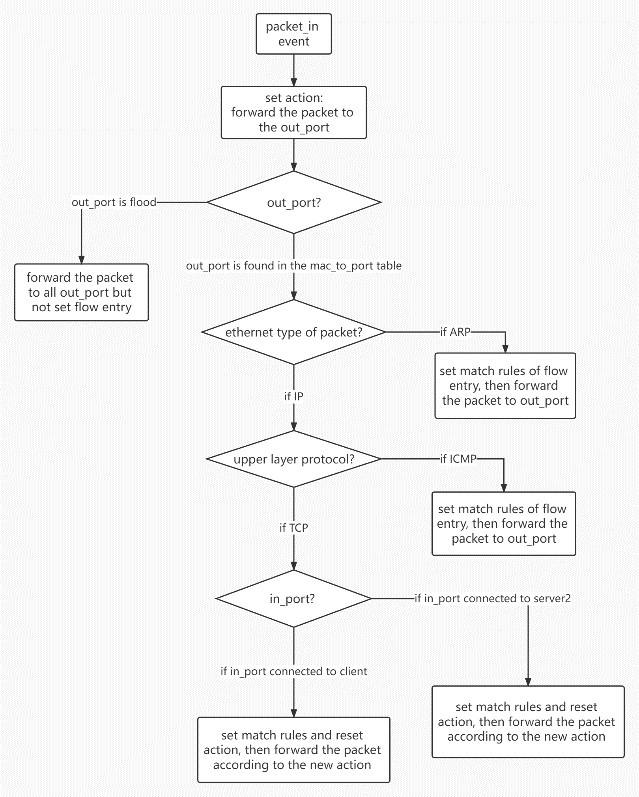 packet_in
event
set action:
forward the packet to
the out_port
out_port?
out_port is flood
out_port is found in the mac_to_port table
forward the packet
to all out_port but
not set flow entry
ethernet type of packet?
if ARP
set match rules of flow
entry, then forward
the packet to out_port
if IP
upper layer protocol?
if ICMP
set match rules of flow
entry, then forward the
packet to out_port
if TCP
in_port?
if in_port connected to server2
if in_port connected to client
set match rules and reset
action, then forward the packet
according to the new action
set match rules and reset
action, then forward the packet
according to the new action